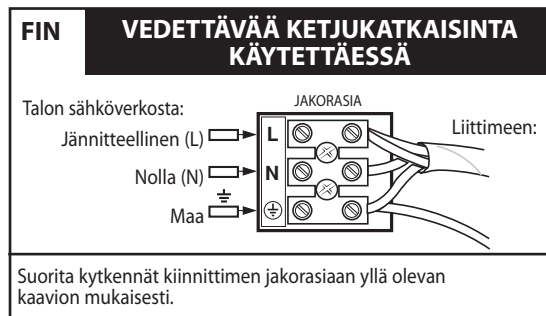 FIN
VEDETTÄVÄÄ KETJUKATKAISINTA
KÄYTETTÄESSÄ
Talon sähköverkosta:
JAKORASIA
Liittimeen:
Jännitteellinen (L)
L
Nolla (N)
N
Maa
Suorita kytkennät kiinnittimen jakorasiaan yllä olevan
kaavion mukaisesti.